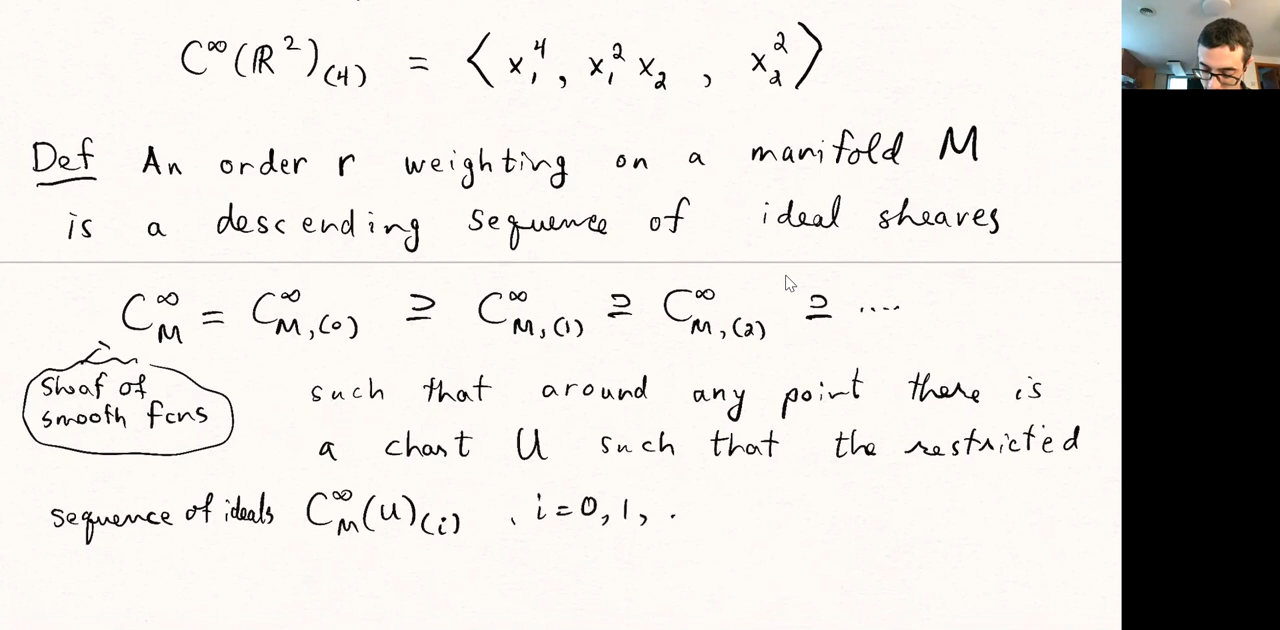 C^∞(ℝ²)_(4) = ⟨ x₁⁴, x₁² x₂ , x₂² ⟩
Def An order r weighting on a manifold M
is a descending sequence of ideal sheaves
C^∞_M = C^∞_{M,(0)} ⊇ C^∞_{M,(1)} ⊇ C^∞_{M,(2)} ⊇ ....
Sheaf of
smooth fcns
such that around any point there is
a chart U such that the restricted
sequence of ideals C^∞_M(U)_(i) , i=0,1, .